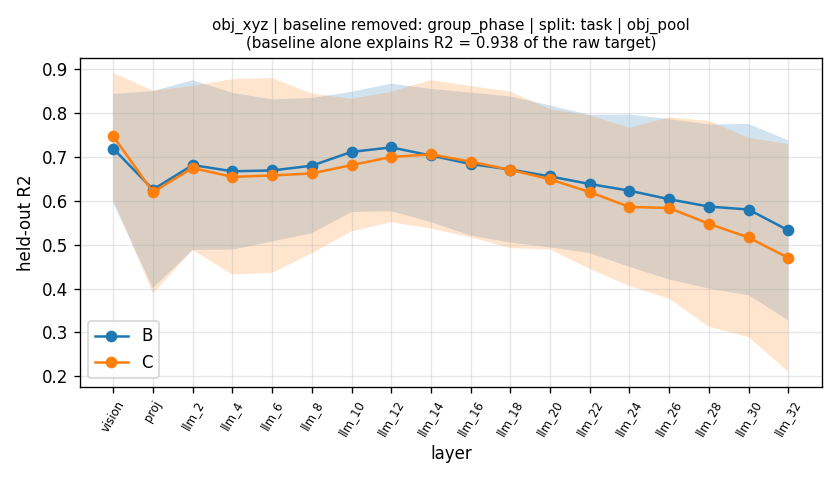 obj_xyz | baseline removed: group_phase | split: task | obj_pool
(baseline alone explains R2 = 0.938 of the raw target)
held-out R2
0.9
0.8
0.7
0.6
0.5
0.4
0.3
0.2
B
C
vision
proj
llm_2
llm_4
llm_6
llm_8
llm_10
llm_12
llm_14
llm_16
llm_18
llm_20
llm_22
llm_24
llm_26
llm_28
llm_30
llm_32
layer